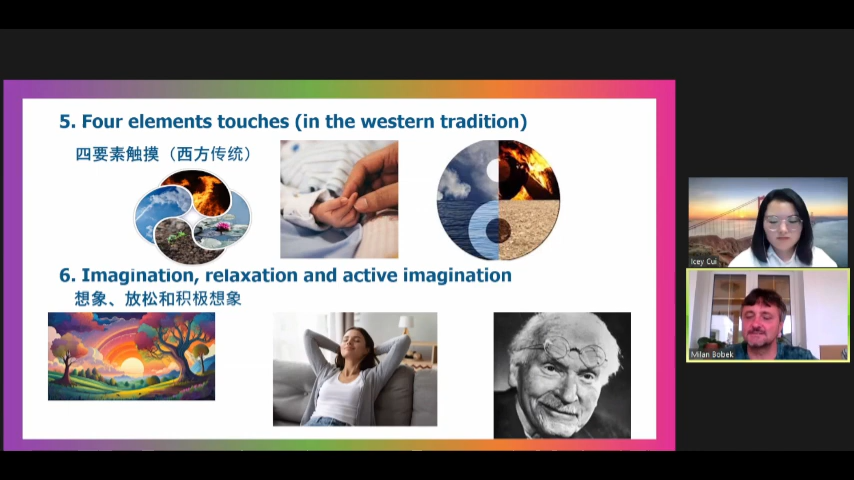 5. Four elements touches (in the western tradition)
四要素触摸（西方传统）
6. Imagination, relaxation and active imagination
想象、放松和积极想象
Icey Cui
Milan Bobek